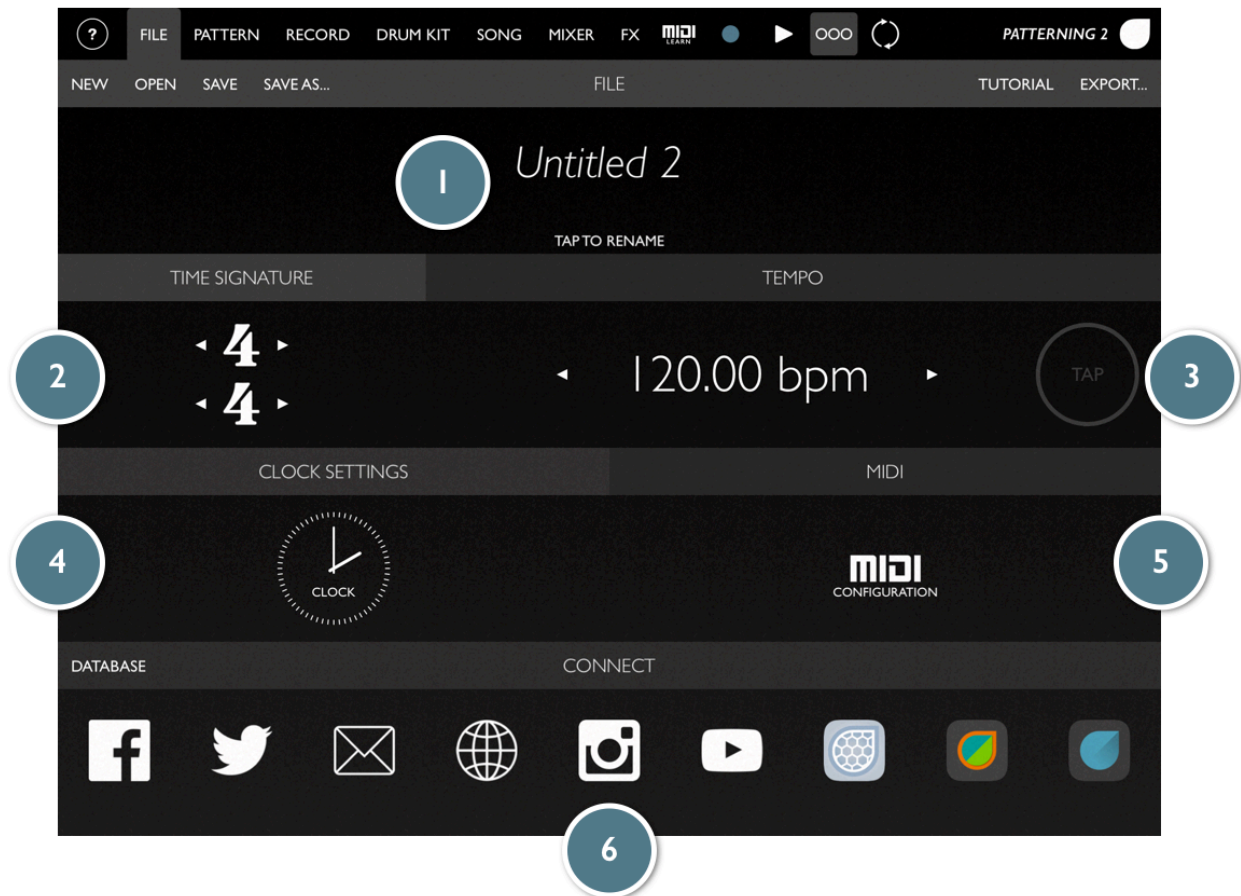 ? FILE PATTERN RECORD DRUM KIT SONG MIXER FX MIDI LEARN PATTERNING 2
NEW OPEN SAVE SAVE AS... FILE TUTORIAL EXPORT...
1 Untitled 2
TAP TO RENAME
TIME SIGNATURE TEMPO
2 4 120.00 bpm TAP 3
4
CLOCK SETTINGS MIDI
4 CLOCK MIDI 5
CONFIGURATION
DATABASE CONNECT
6